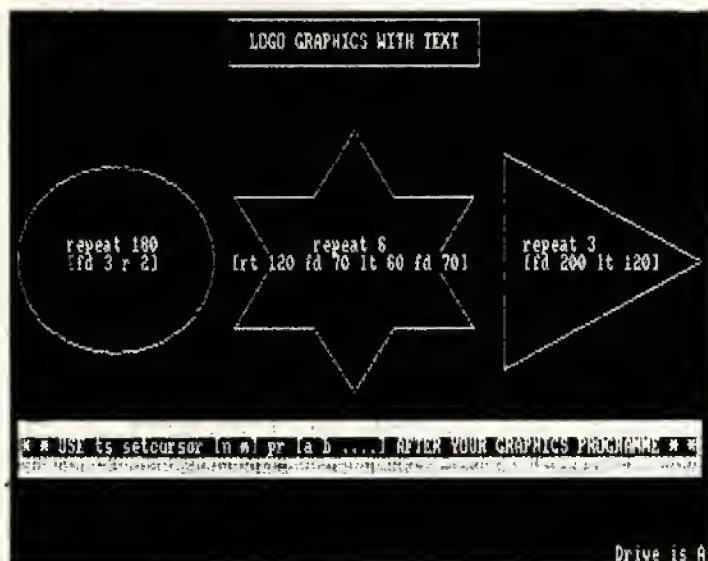 LOGO GRAPHICS WITH TEXT
repeat 180
[fd 3 r 2]
repeat 6
[rt 120 fd 70 lt 60 fd 70]
repeat 3
[fd 200 lt 120]
* * USE ts setcursor [n m] pr [a b ....] AFTER YOUR GRAPHICS PROGRAMME * *
Drive is A